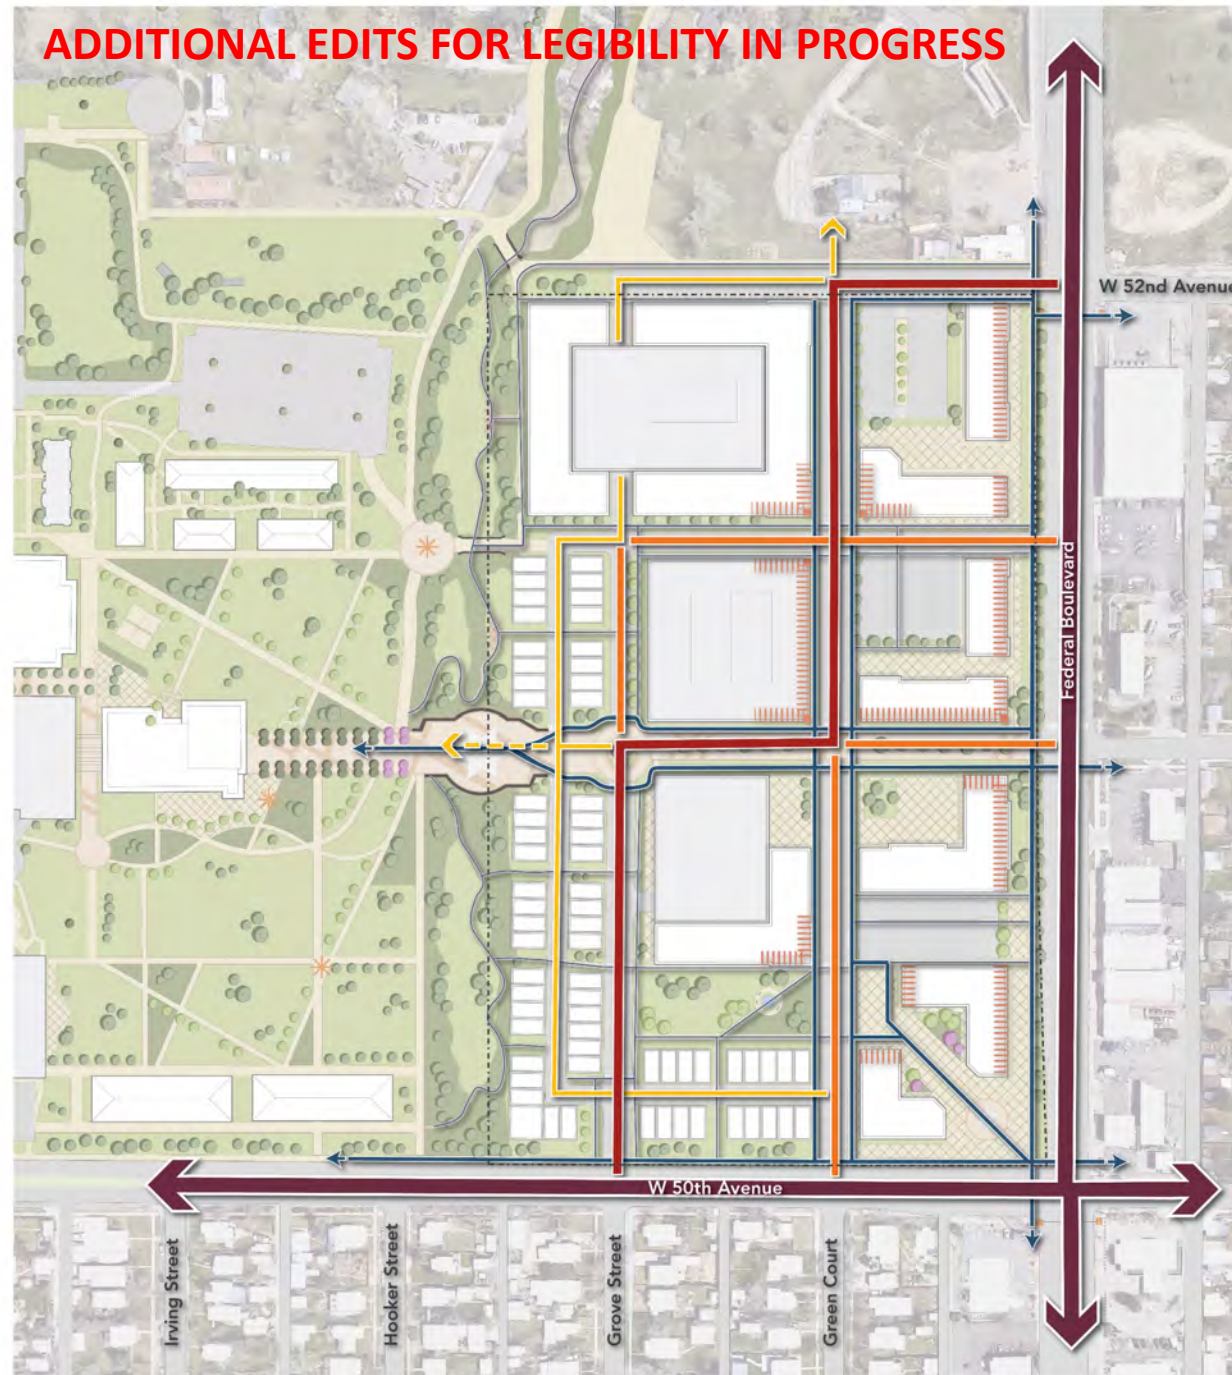 ADDITIONAL EDITS FOR LEGIBILITY IN PROGRESS
W 52nd Avenue
Federal Boulevard
W 50th Avenue
Irving Street
Hooker Street
Grove Street
Green Court